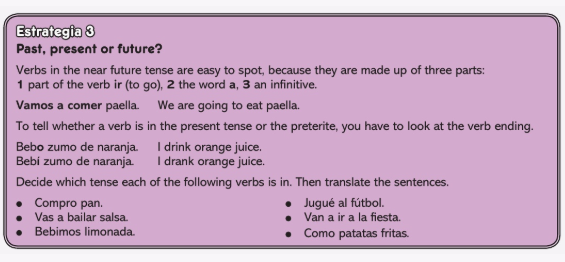 Estrategia 3
Past, present or future?
Verbs in the near future tense are easy to spot, because they are made up of three parts:
1 part of the verb ir (to go), 2 the word a, 3 an infinitive.
Vamos a comer paella. We are going to eat paella.
To tell whether a verb is in the present tense or the preterite, you have to look at the verb ending.
Bebo zumo de naranja. I drink orange juice.
Bebí zumo de naranja. I drank orange juice.
Decide which tense each of the following verbs is in. Then translate the sentences.
• Compro pan.
• Vas a bailar salsa.
• Bebimos limonada.
• Jugué al fútbol.
• Van a ir a la fiesta.
• Como patatas fritas.